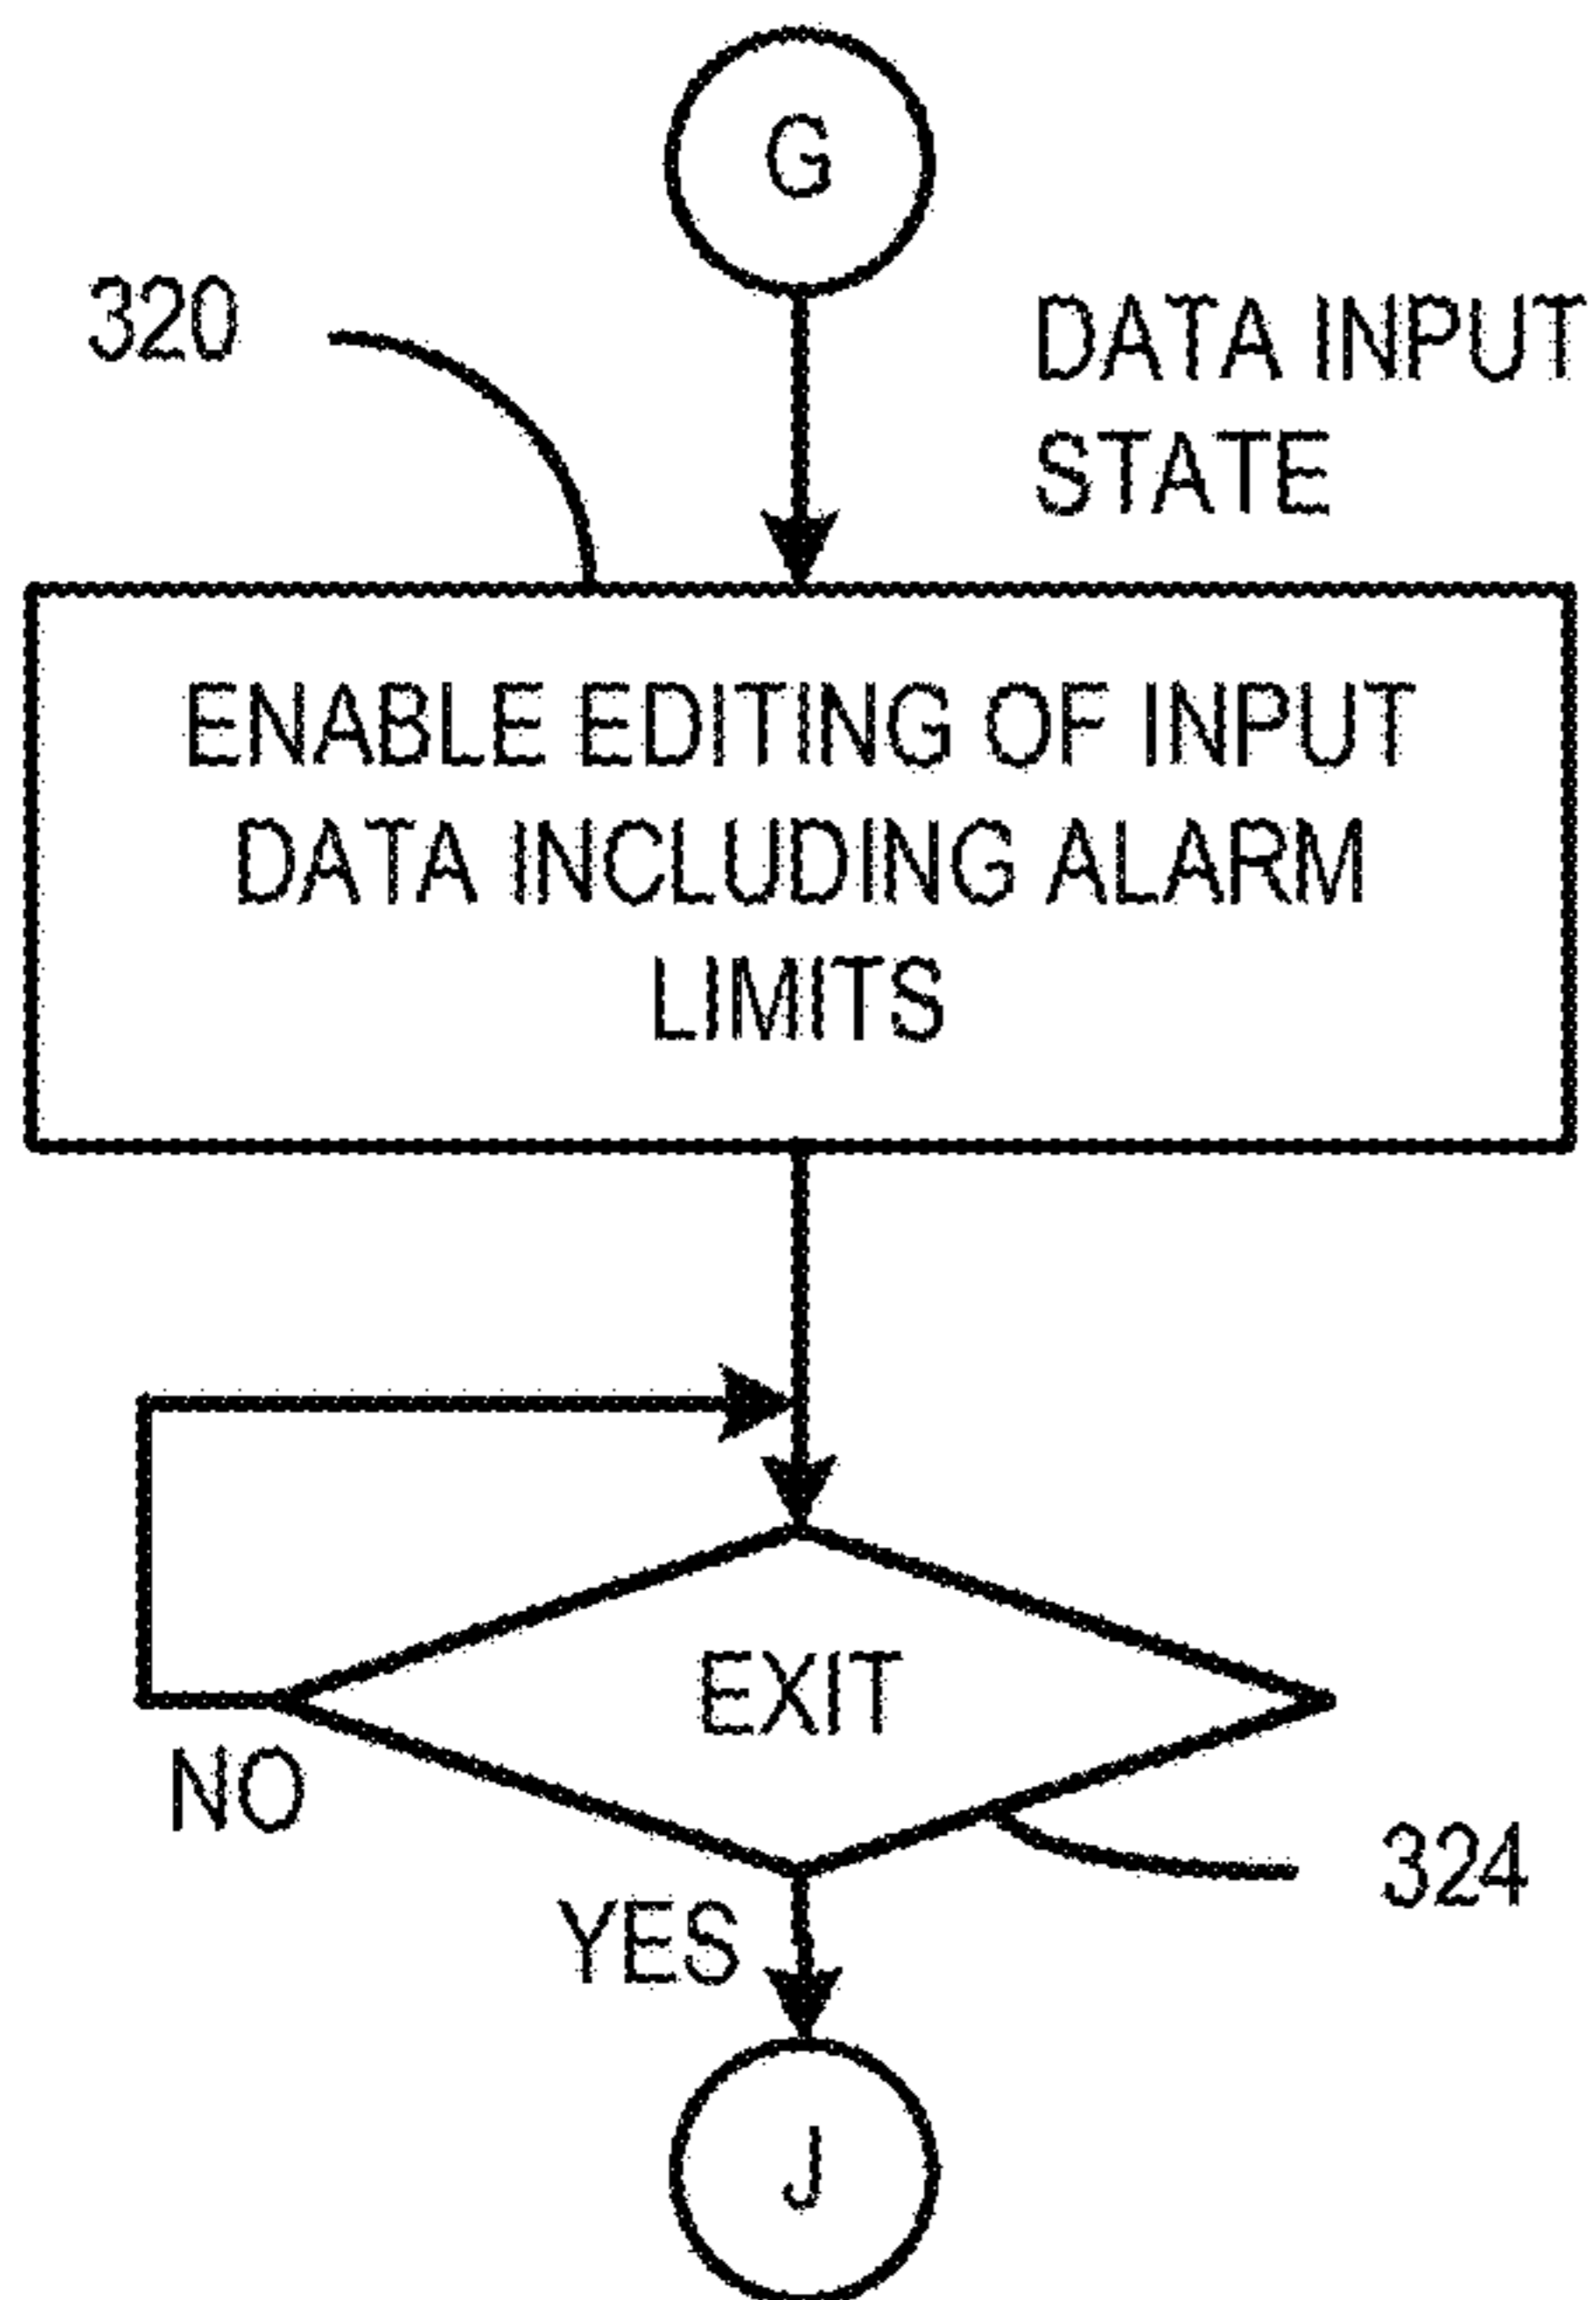 G
320
DATA INPUT
STATE
ENABLE EDITING OF INPUT
DATA INCLUDING ALARM
LIMITS
EXIT
NO
324
YES
J